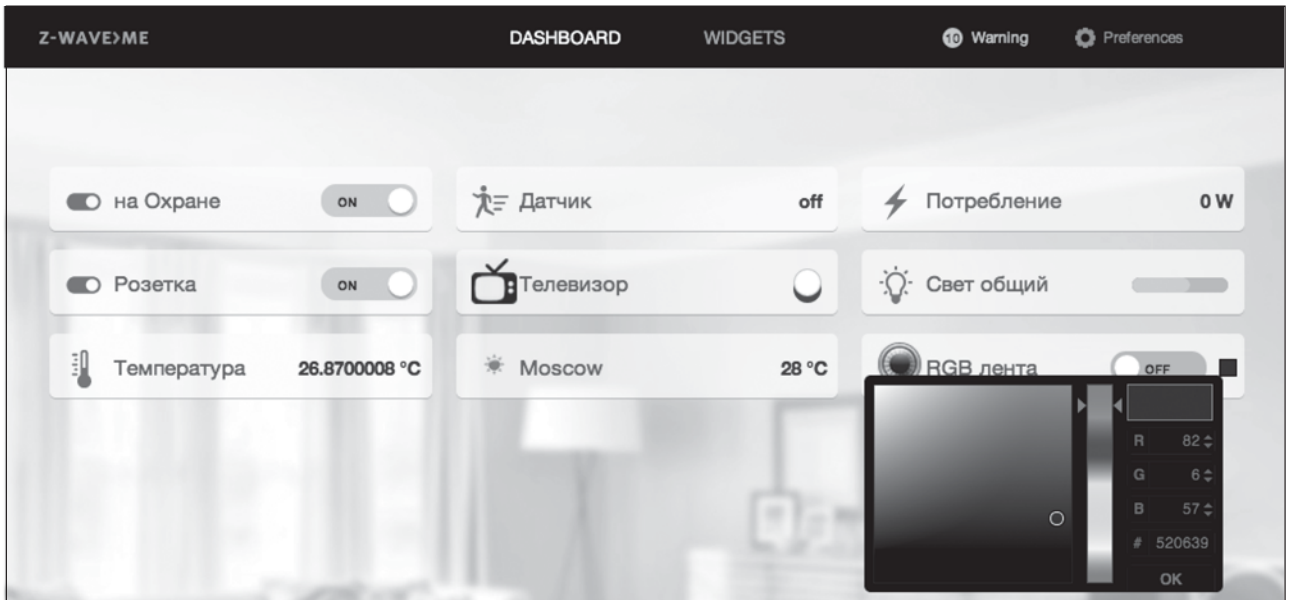 Z-WAVE>ME DASHBOARD WIDGETS 10 Warning Preferences
на Охране ON Датчик off Потребление 0 W
Розетка ON Телевизор Свет общий
Температура 26.8700008 °C Moscow 28 °C RGB лента OFF
R 82
G 6
B 57
# 520639
OK